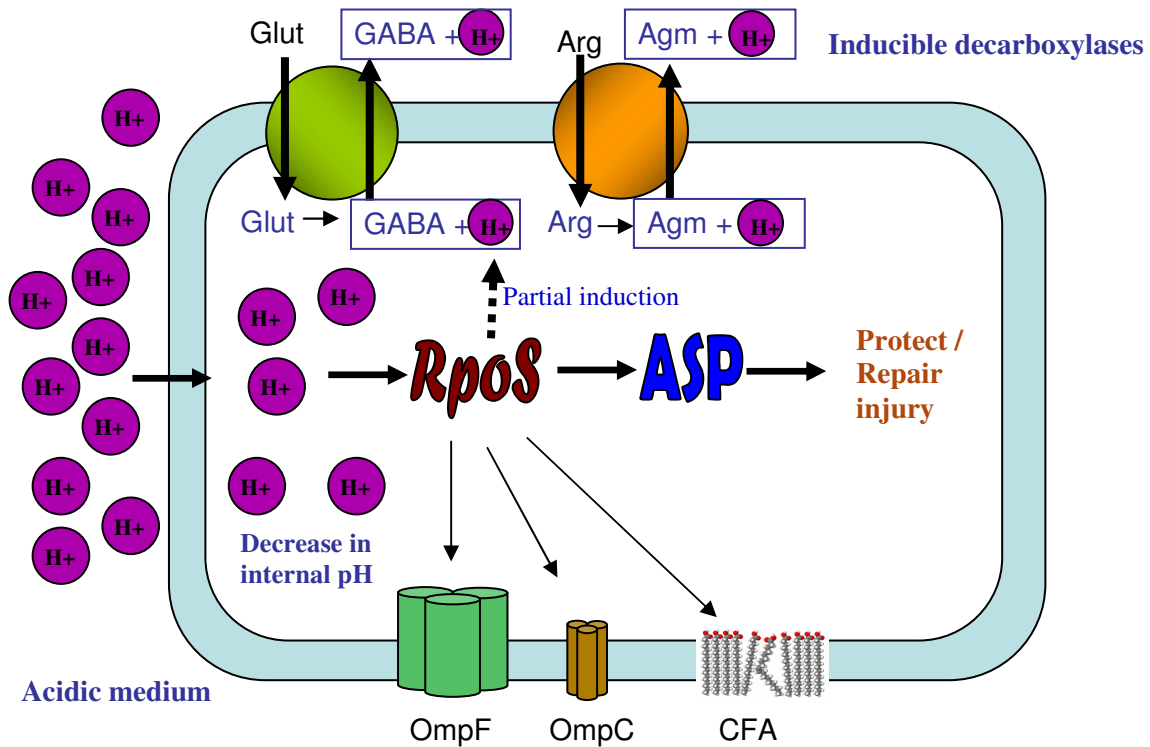 Glut
GABA + H+
Arg
Agm + H+
Inducible decarboxylases
H+
H+
H+
H+
H+
H+
H+
H+
H+
H+
H+
Glut
GABA + H+
Arg
Agm + H+
Partial induction
H+
H+
H+
H+
H+
RpoS
ASP
Protect /
Repair
injury
Decrease in
internal pH
Acidic medium
OmpF
OmpC
CFA